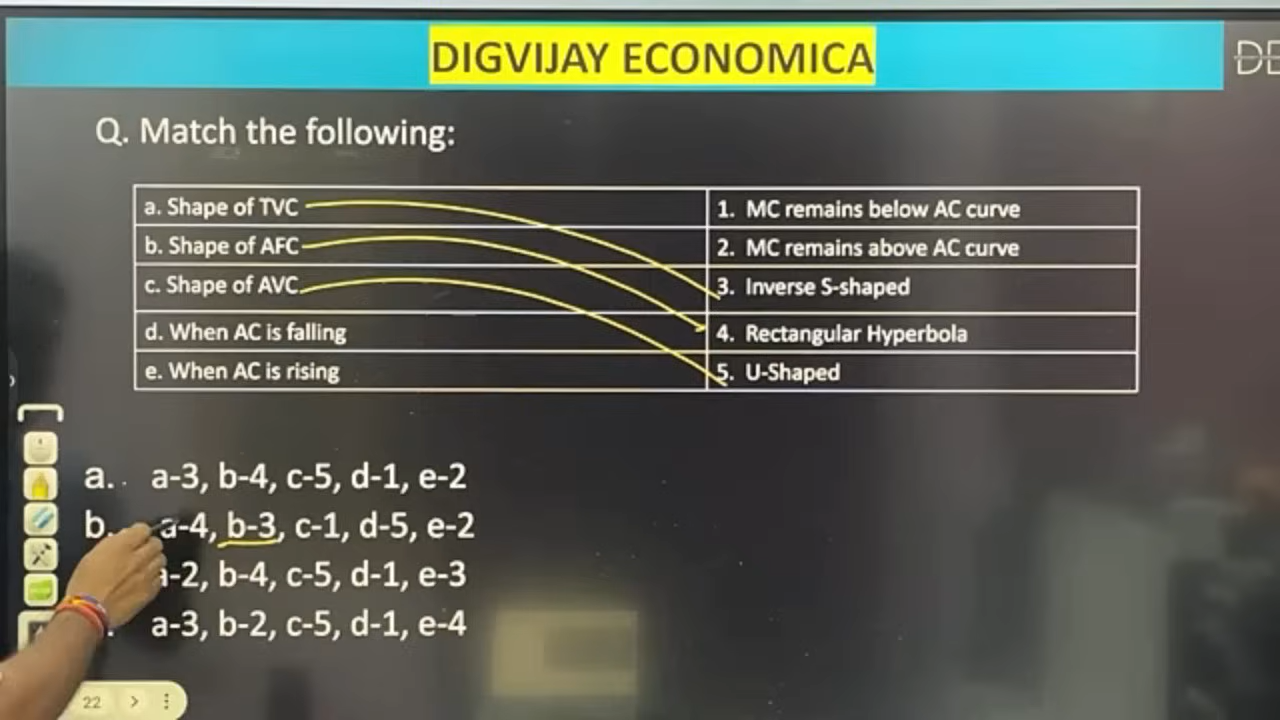 DIGVIJAY ECONOMICA
DE
Q. Match the following:
a. Shape of TVC 1. MC remains below AC curve
b. Shape of AFC 2. MC remains above AC curve
c. Shape of AVC 3. Inverse S-shaped
d. When AC is falling 4. Rectangular Hyperbola
e. When AC is rising 5. U-Shaped
a. a-3, b-4, c-5, d-1, e-2
b. a-4, b-3, c-1, d-5, e-2
a-2, b-4, c-5, d-1, e-3
a-3, b-2, c-5, d-1, e-4
22 >